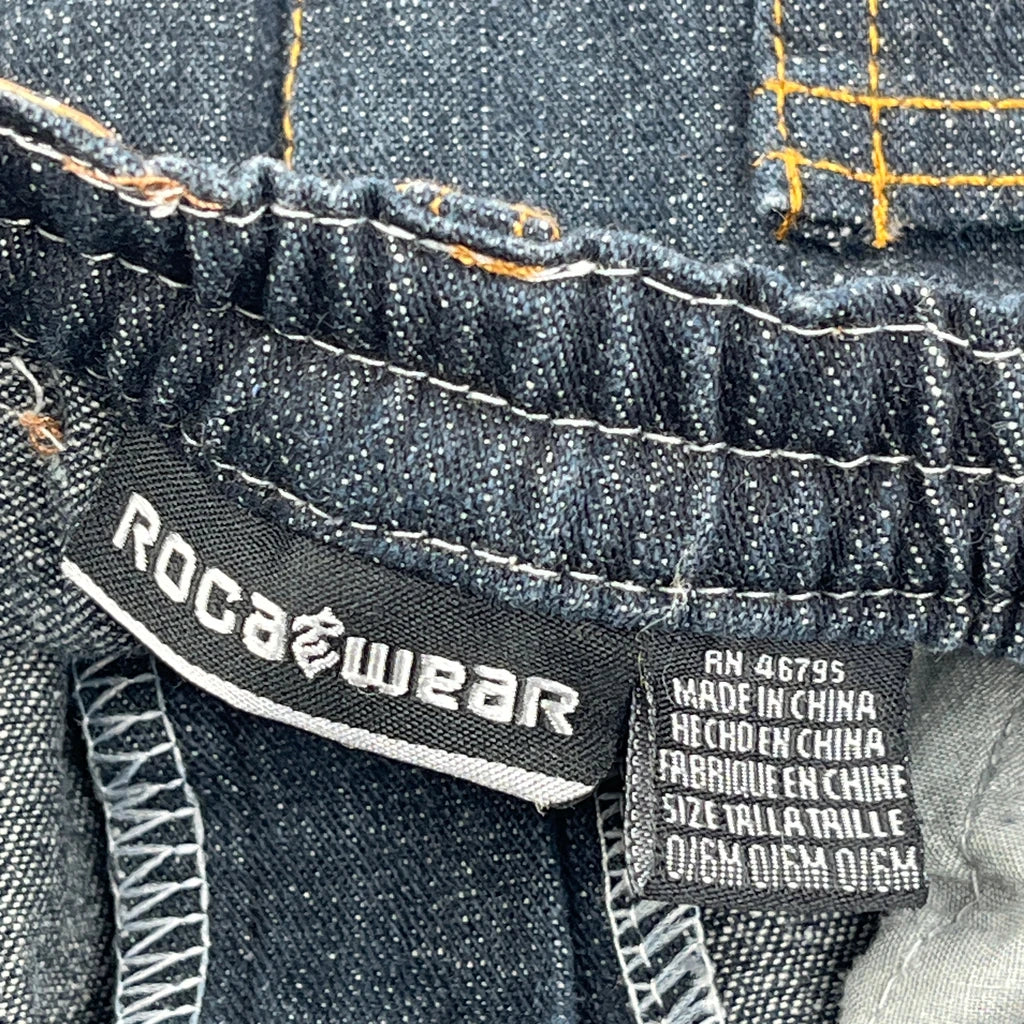 ROCAWEAR
RN 46795
MADE IN CHINA
HECHO EN CHINA
FABRIQUE EN CHINE
SIZE TAILLA TAILLE
0/6M 0/6M 0/6M